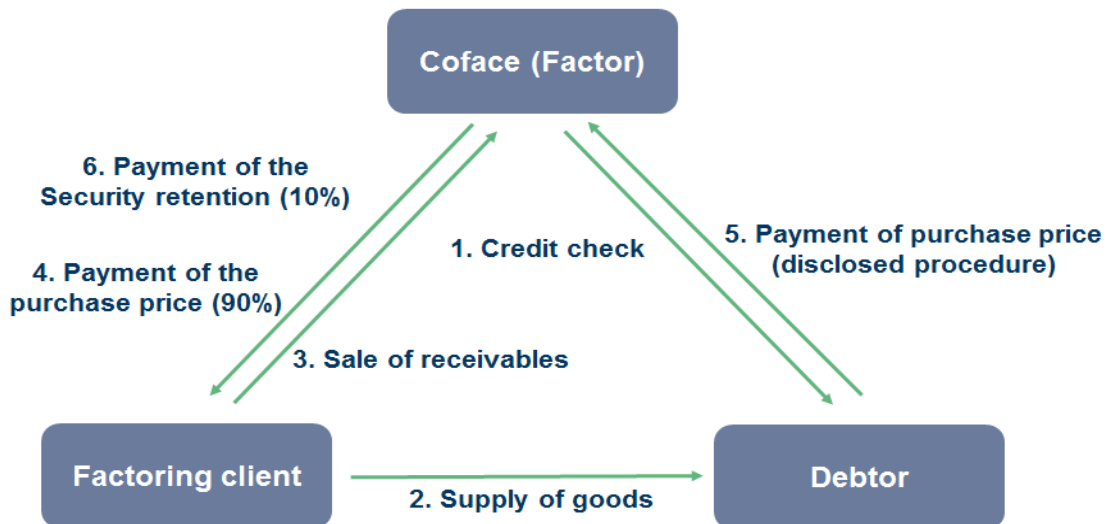 Coface (Factor)
6. Payment of the
Security retention (10%)
1. Credit check
5. Payment of purchase price
(disclosed procedure)
4. Payment of the
purchase price (90%)
3. Sale of receivables
Factoring client
2. Supply of goods
Debtor